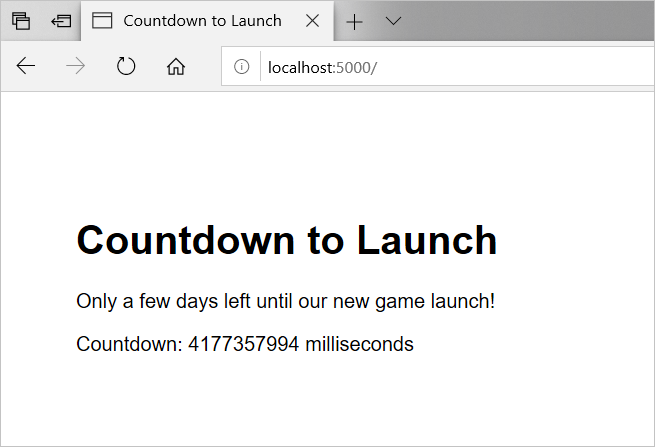 Countdown to Launch
localhost:5000/
Countdown to Launch
Only a few days left until our new game launch!
Countdown: 4177357994 milliseconds